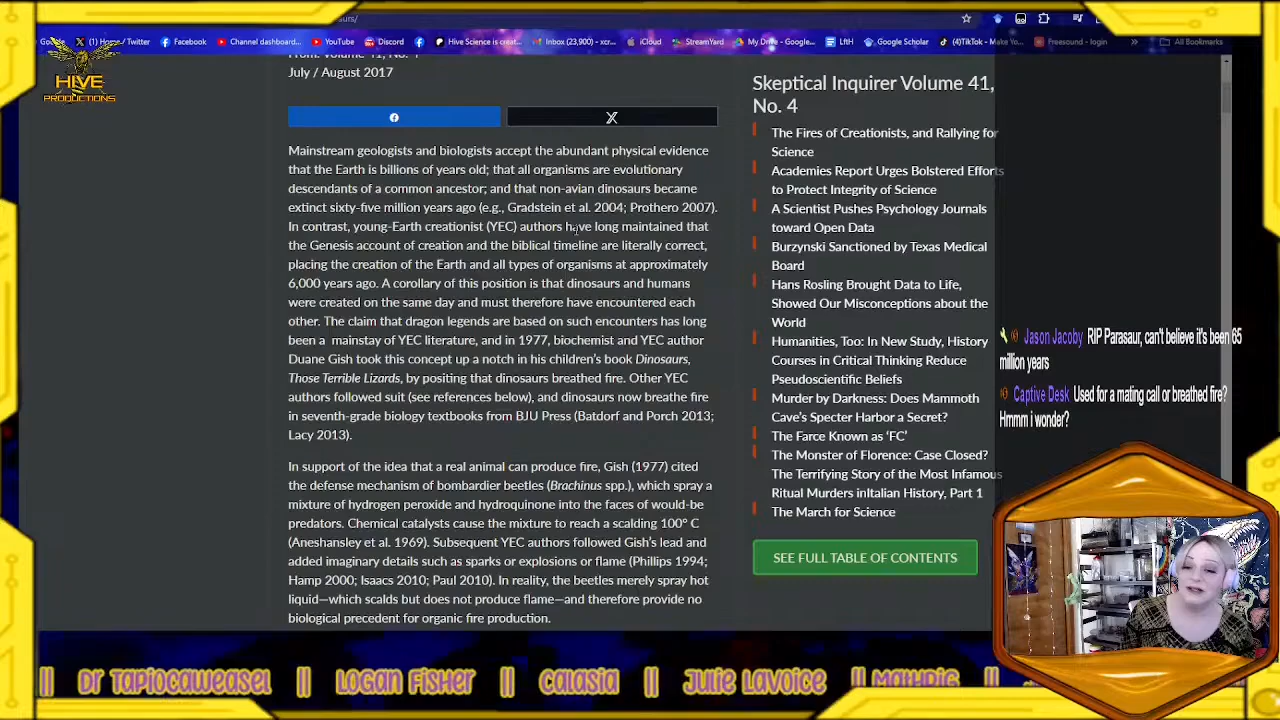 urs/
(1) Home / Twitter
Facebook
Channel dashboard...
YouTube
Discord
Hive Science is creat...
Inbox (23,900) - xcr...
iCloud
StreamYard
My Drive - Google...
LftH
Google Scholar
(4)TikTok - Make Yo...
Freesound - login
»
All Bookmarks
HIVE
PRODUCTIONS
From: Volume 41, No. 4
July / August 2017
Mainstream geologists and biologists accept the abundant physical evidence
that the Earth is billions of years old; that all organisms are evolutionary
descendants of a common ancestor; and that non-avian dinosaurs became
extinct sixty-five million years ago (e.g., Gradstein et al. 2004; Prothero 2007).
In contrast, young-Earth creationist (YEC) authors have long maintained that
the Genesis account of creation and the biblical timeline are literally correct,
placing the creation of the Earth and all types of organisms at approximately
6,000 years ago. A corollary of this position is that dinosaurs and humans
were created on the same day and must therefore have encountered each
other. The claim that dragon legends are based on such encounters has long
been a mainstay of YEC literature, and in 1977, biochemist and YEC author
Duane Gish took this concept up a notch in his children's book Dinosaurs,
Those Terrible Lizards, by positing that dinosaurs breathed fire. Other YEC
authors followed suit (see references below), and dinosaurs now breathe fire
in seventh-grade biology textbooks from BJU Press (Batdorf and Porch 2013;
Lacy 2013).
In support of the idea that a real animal can produce fire, Gish (1977) cited
the defense mechanism of bombardier beetles (Brachinus spp.), which spray a
mixture of hydrogen peroxide and hydroquinone into the faces of would-be
predators. Chemical catalysts cause the mixture to reach a scalding 100° C
(Aneshansley et al. 1969). Subsequent YEC authors followed Gish's lead and
added imaginary details such as sparks or explosions or flame (Phillips 1994;
Hamp 2000; Isaacs 2010; Paul 2010). In reality, the beetles merely spray hot
liquid—which scalds but does not produce flame—and therefore provide no
biological precedent for organic fire production.
Skeptical Inquirer Volume 41,
No. 4
The Fires of Creationists, and Rallying for
Science
Academies Report Urges Bolstered Efforts
to Protect Integrity of Science
A Scientist Pushes Psychology Journals
toward Open Data
Burzynski Sanctioned by Texas Medical
Board
Hans Rosling Brought Data to Life,
Showed Our Misconceptions about the
World
Humanities, Too: In New Study, History
Courses in Critical Thinking Reduce
Pseudoscientific Beliefs
Murder by Darkness: Does Mammoth
Cave's Specter Harbor a Secret?
The Farce Known as 'FC'
The Monster of Florence: Case Closed?
The Terrifying Story of the Most Infamous
Ritual Murders inItalian History, Part 1
The March for Science
SEE FULL TABLE OF CONTENTS
Jason Jacoby RIP Parasaur, can't believe it's been 65
million years
Captive Desk Used for a mating call or breathed fire?
Hmmm i wonder?
|| Dr Tapiocaweasel || Logan Fisher || Calasia || Julie LaVoice || Mathpig ||